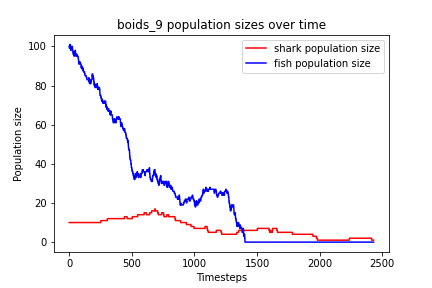 boids_9 population sizes over time
shark population size
fish population size
Population size
100
80
60
40
20
0
0
500
1000
1500
2000
2500
Timesteps